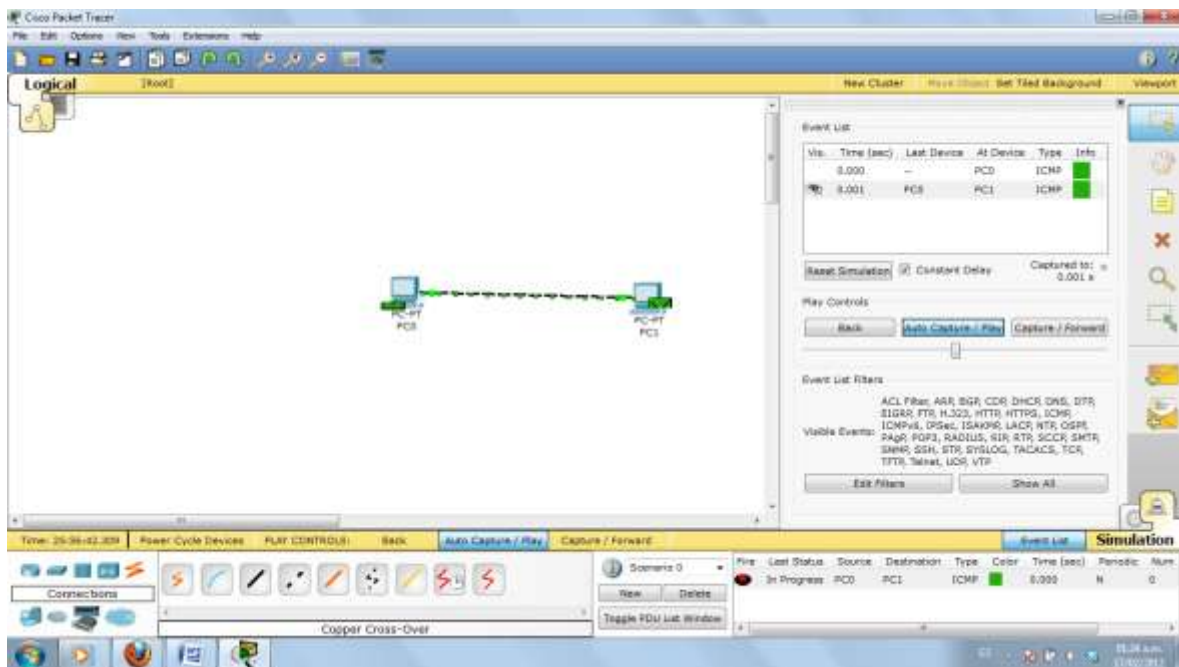 Cisco Packet Tracer
File Edit Options View Tools Extensions Help
Logical [Root] New Cluster Move Object Set Tiled Background Viewport
Event List
Vis. Time (sec) Last Device At Device Type Info
0.000 -- PC0 ICMP
0.001 PC0 PC1 ICMP
Reset Simulation Constant Delay Captured to:
0.001 s
Play Controls
Back Auto Capture / Play Capture / Forward
PC-PT
PC0
PC-PT
PC1
Event List Filters
Visible Events:
ACL Filter, ARP, BGP, CDP, DHCP, DNS, DTP,
EIGRP, FTP, H.323, HTTP, HTTPS, ICMP,
ICMPv6, IPSec, ISAKMP, LACP, NTP, OSPF,
PAgP, POP3, RADIUS, RIP, RTP, SCCP, SMTP,
SNMP, SSH, STP, SYSLOG, TACACS, TCP,
TFTP, Telnet, UDP, VTP
Edit Filters Show All
Time: Power Cycle Devices PLAY CONTROLS: Back Auto Capture / Play Capture / Forward Event List Simulation
Connections
Copper Cross-Over
Scenario 0
New Delete
Toggle PDU List Window
Fire Last Status Source Destination Type Color Time (sec) Periodic Num
In Progress PC0 PC1 ICMP 0.000 N 0